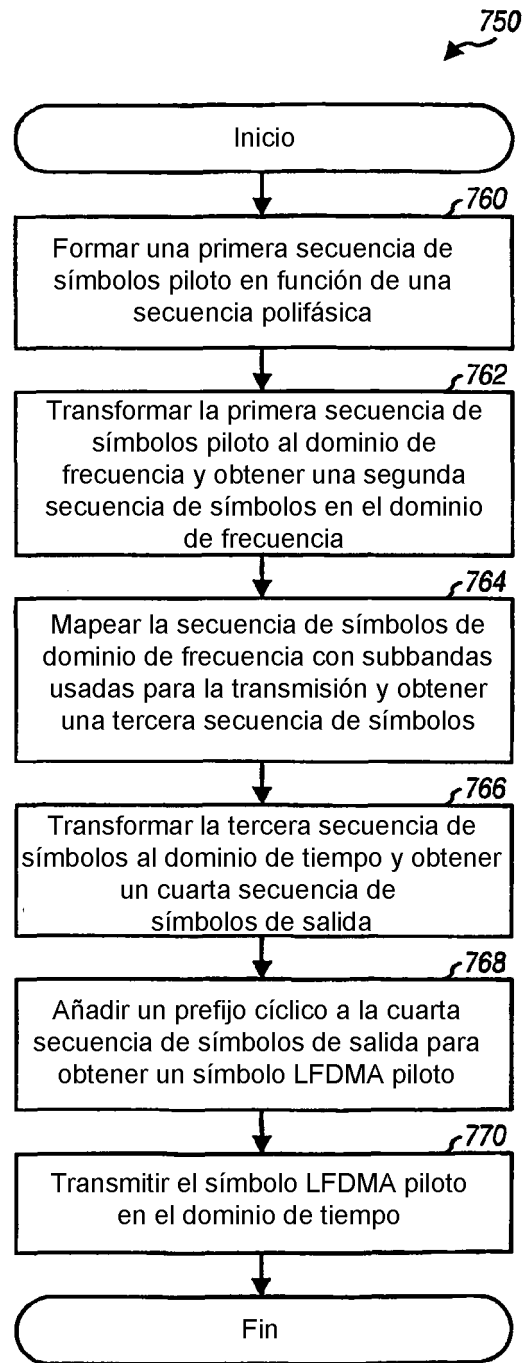 750
Inicio
760
Formar una primera secuencia de
símbolos piloto en función de una
secuencia polifásica
762
Transformar la primera secuencia de
símbolos piloto al dominio de
frecuencia y obtener una segunda
secuencia de símbolos en el dominio
de frecuencia
764
Mapear la secuencia de símbolos de
dominio de frecuencia con subbandas
usadas para la transmisión y obtener
una tercera secuencia de símbolos
766
Transformar la tercera secuencia de
símbolos al dominio de tiempo y obtener
un cuarta secuencia de
símbolos de salida
768
Añadir un prefijo cíclico a la cuarta
secuencia de símbolos de salida para
obtener un símbolo LFDMA piloto
770
Transmitir el símbolo LFDMA piloto
en el dominio de tiempo
Fin